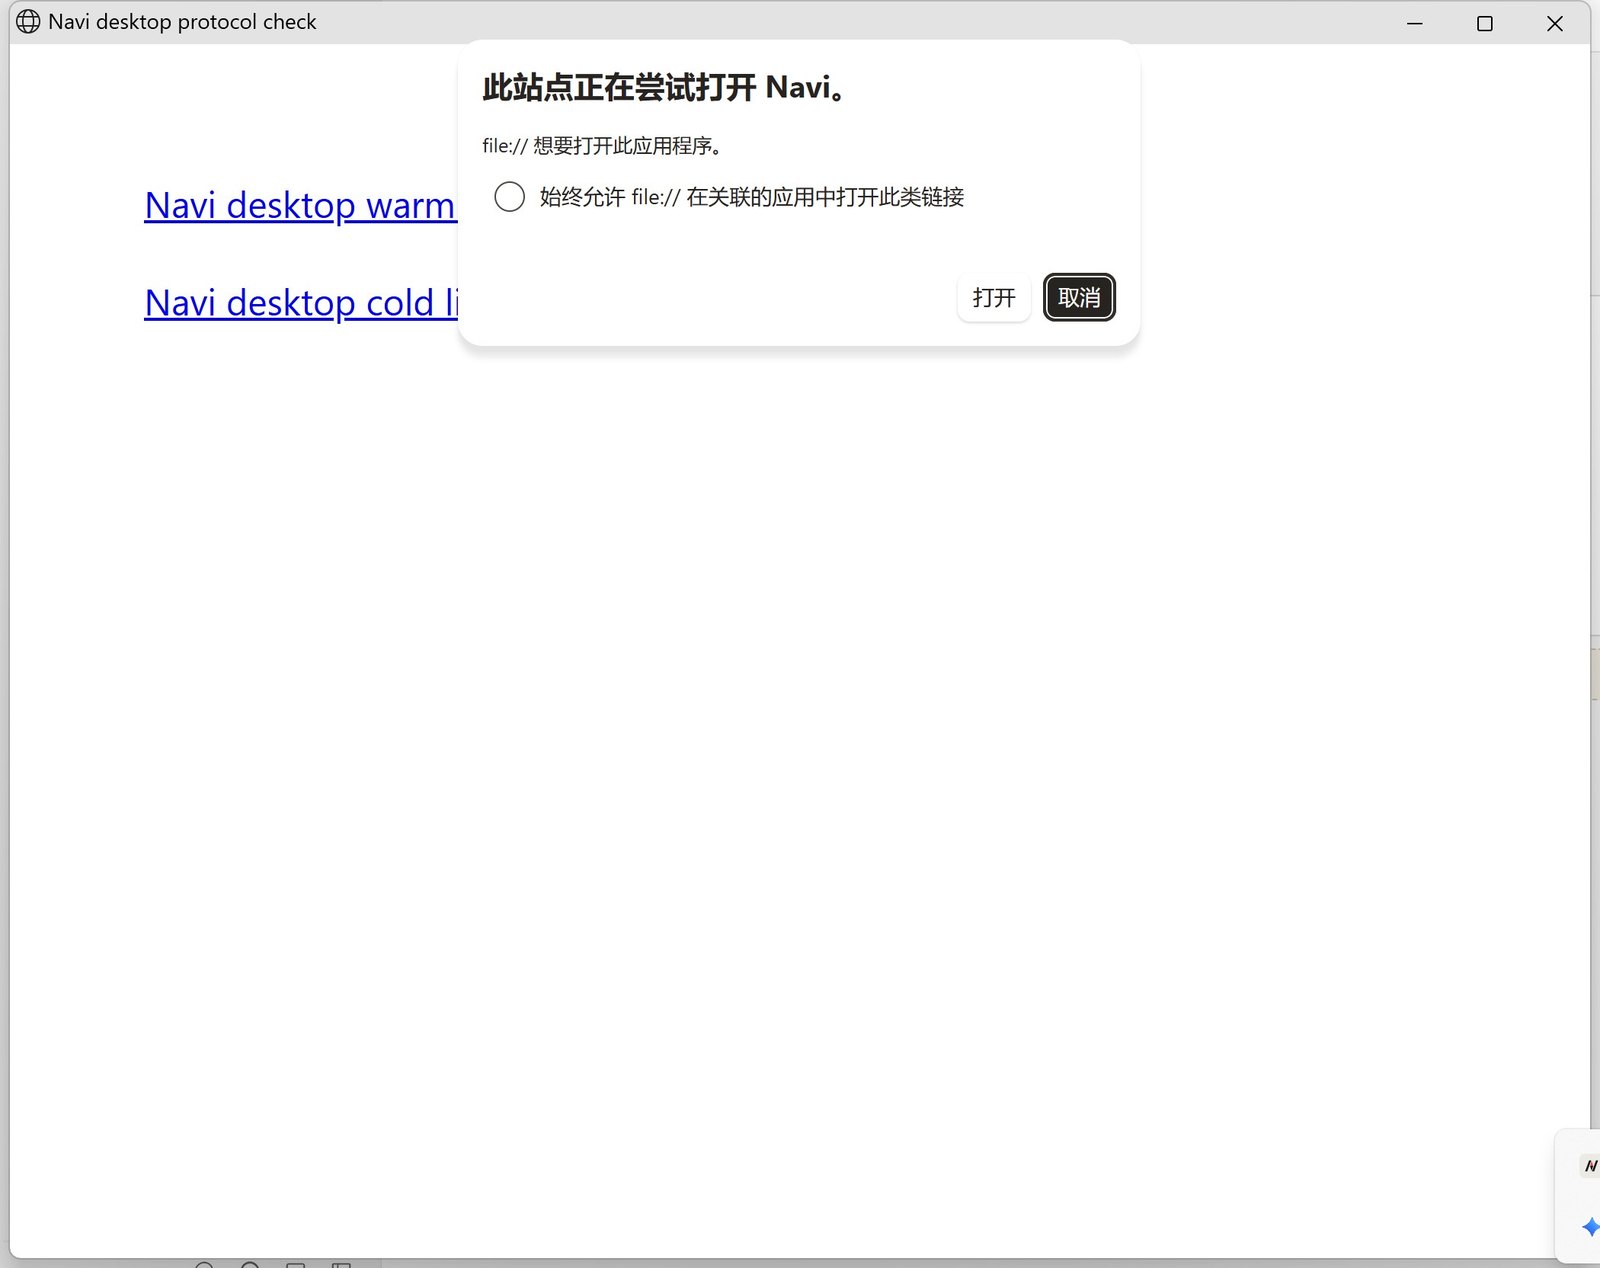 Navi desktop protocol check
此站点正在尝试打开 Navi。
file:// 想要打开此应用程序。
始终允许 file:// 在关联的应用中打开此类链接
打开 取消
Navi desktop warm
Navi desktop cold